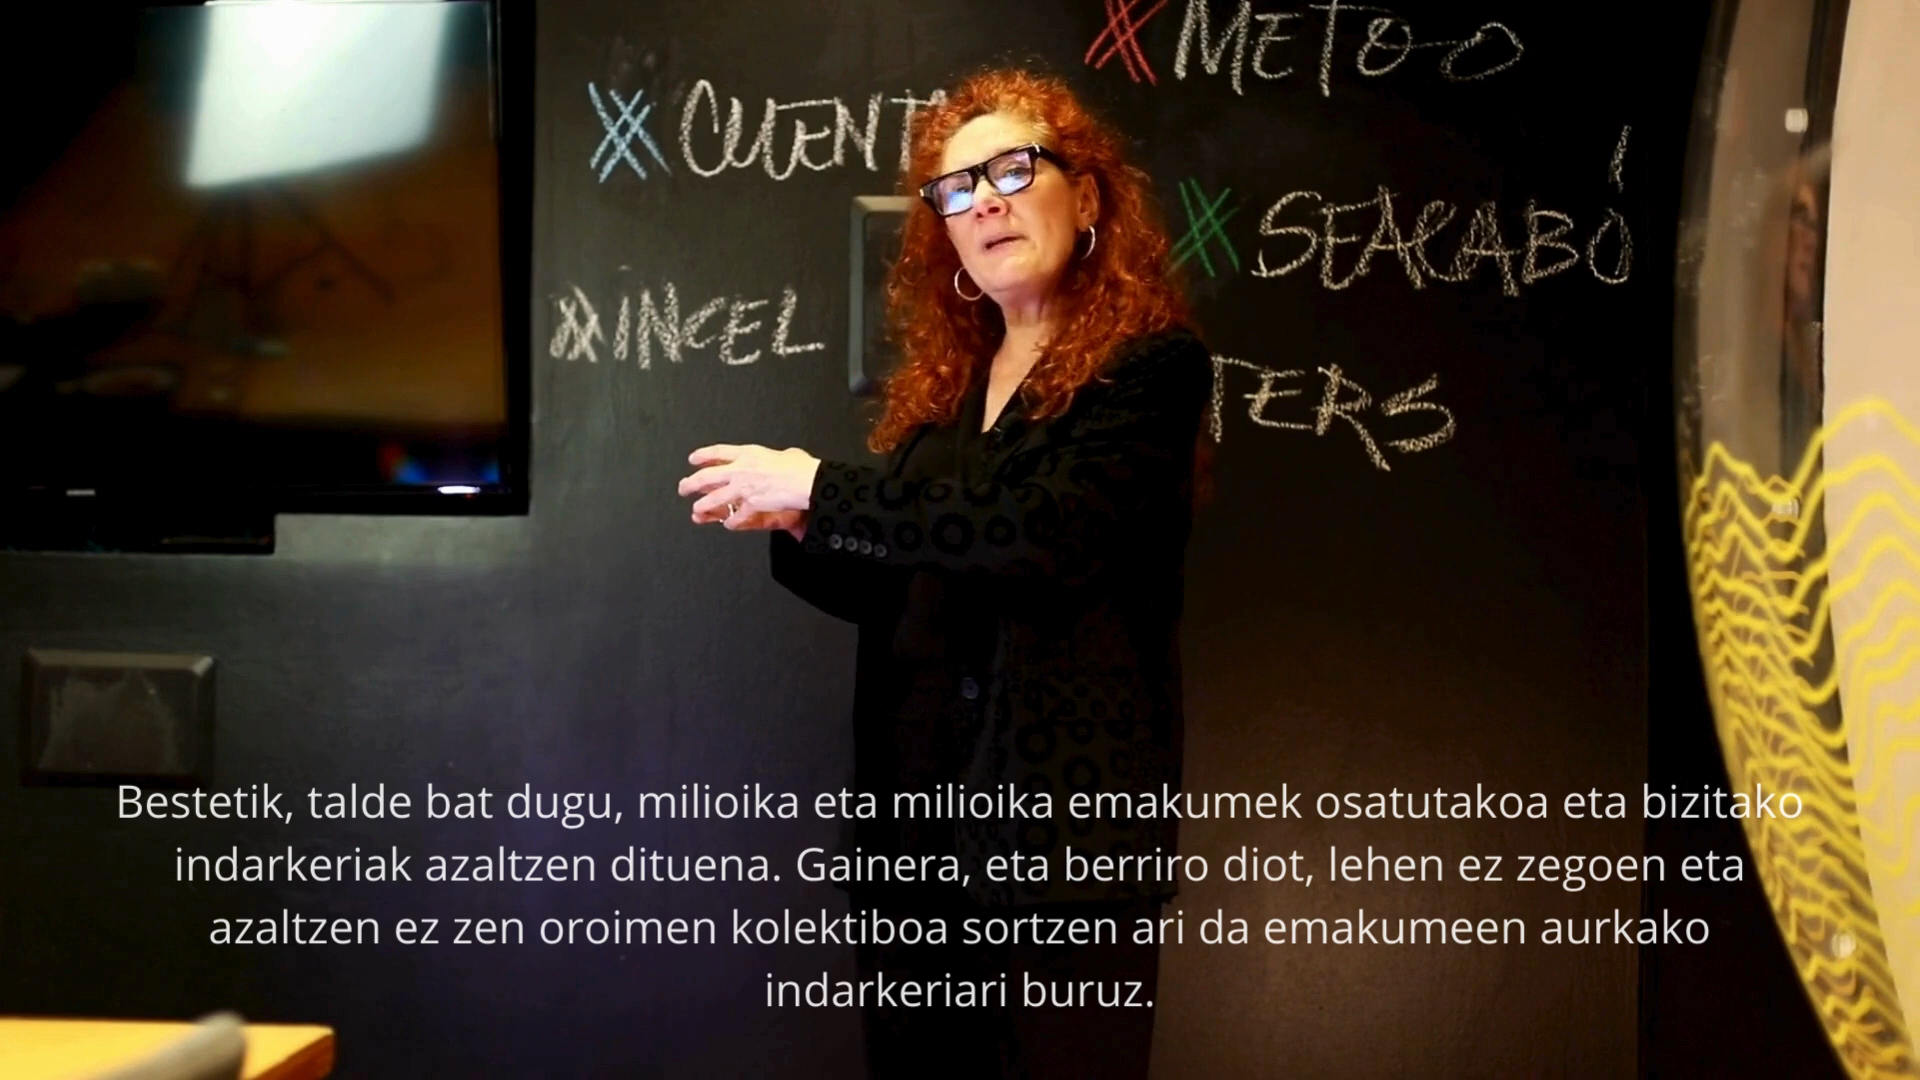 #METOO
#CUENT
#SEACABÓ
#INCEL
TERS
Bestetik, talde bat dugu, milioika eta milioika emakumek osatutakoa eta bizitako
indarkeriak azaltzen dituena. Gainera, eta berriro diot, lehen ez zegoen eta
azaltzen ez zen oroimen kolektiboa sortzen ari da emakumeen aurkako
indarkeriari buruz.